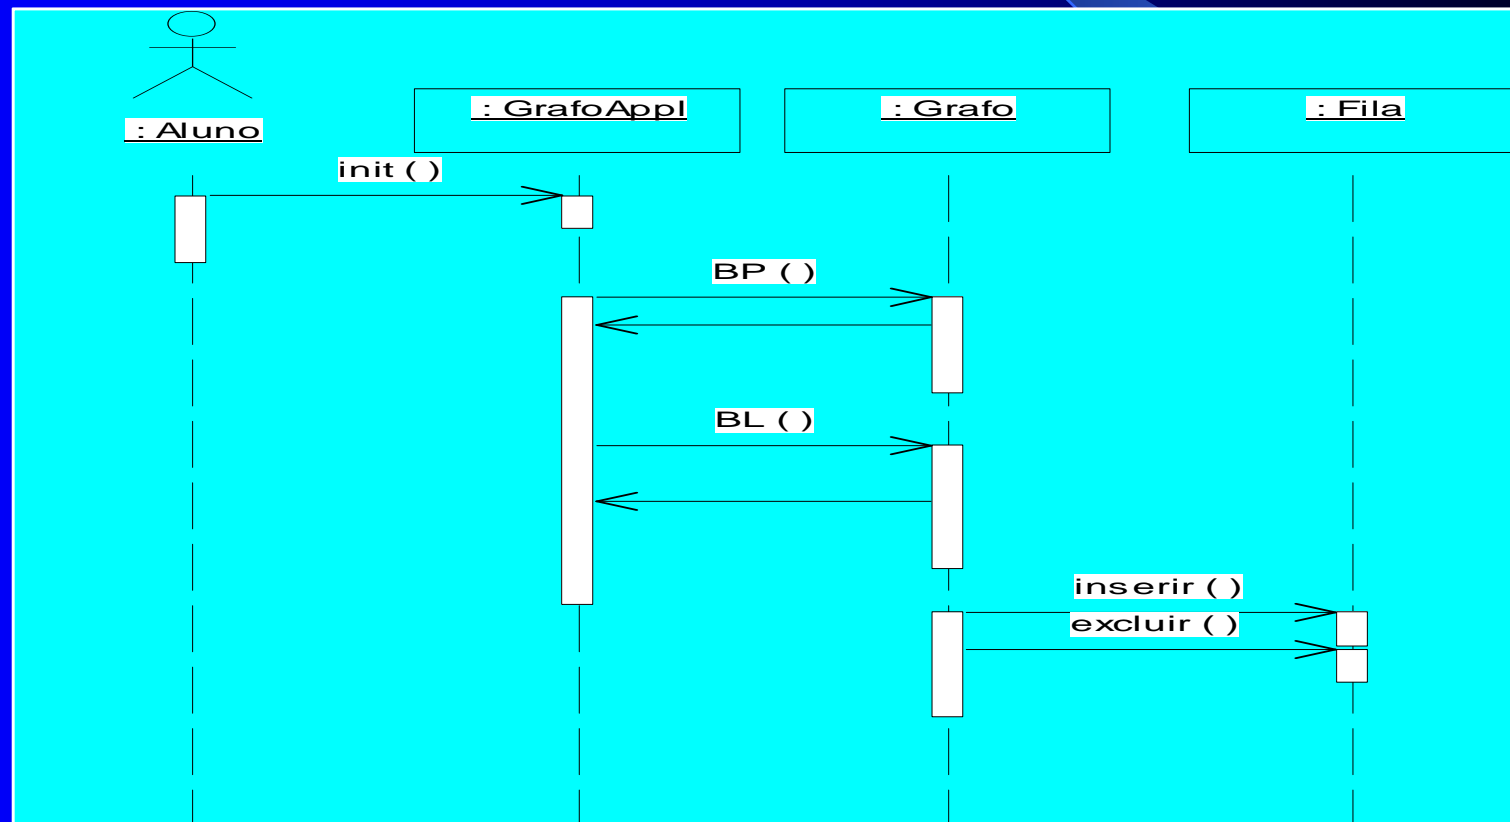 : GrafoAppl
: Grafo
: Fila
: Aluno
init ( )
BP ( )
BL ( )
inserir ( )
excluir ( )